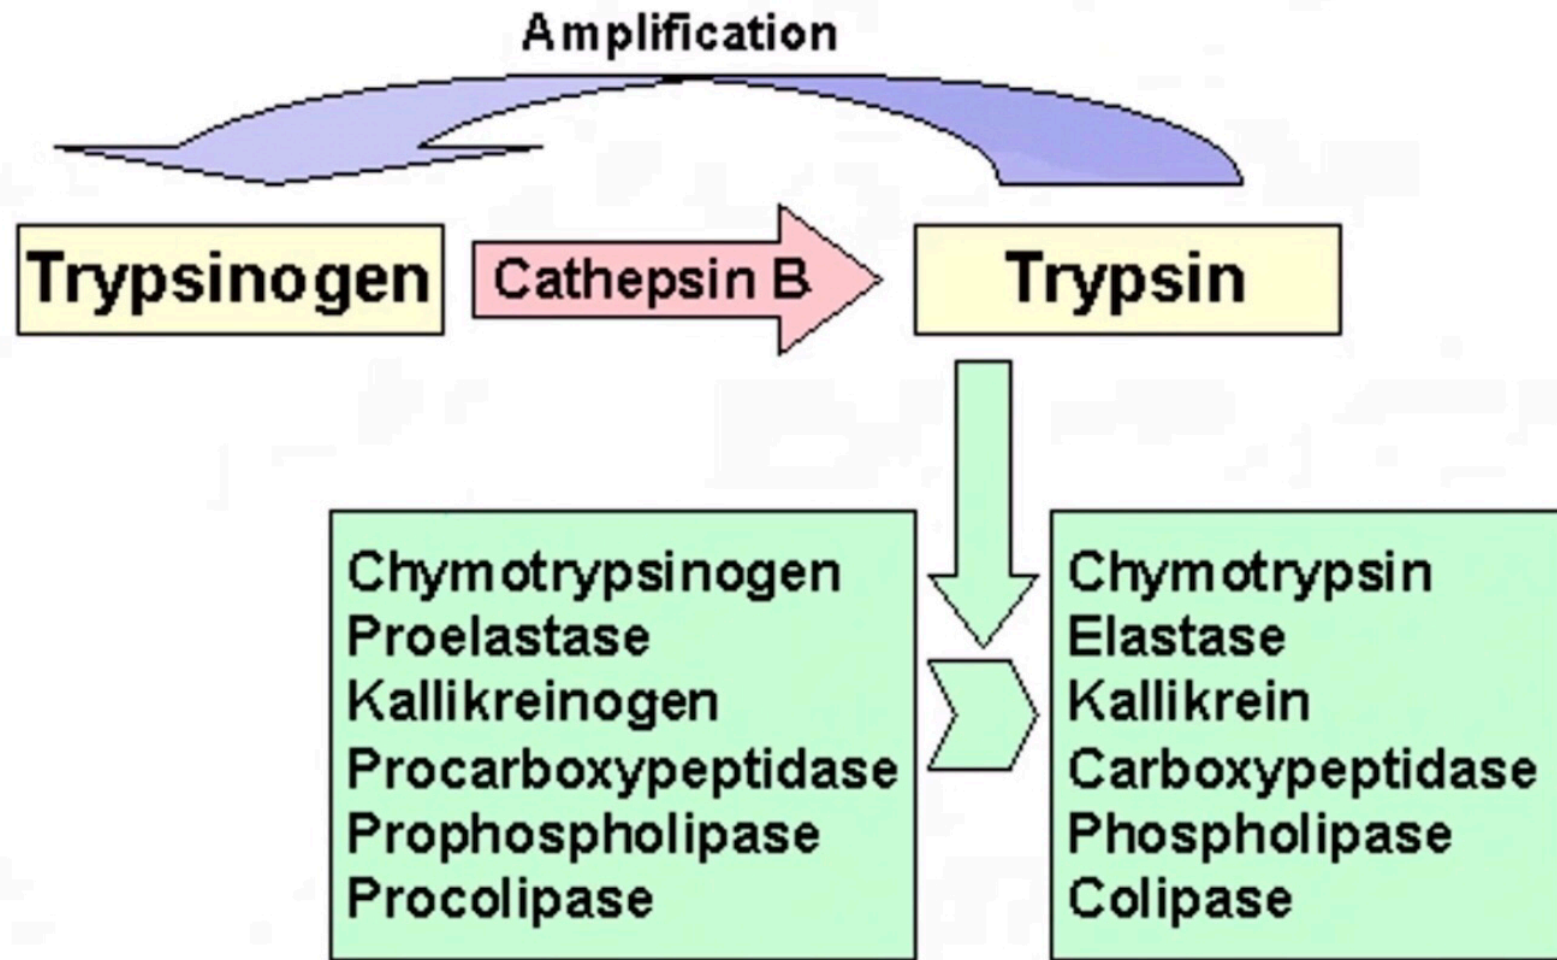 Amplification
Trypsinogen
Cathepsin B
Trypsin
Chymotrypsinogen
Proelastase
Kallikreinogen
Procarboxypeptidase
Prophospholipase
Procolipase
Chymotrypsin
Elastase
Kallikrein
Carboxypeptidase
Phospholipase
Colipase